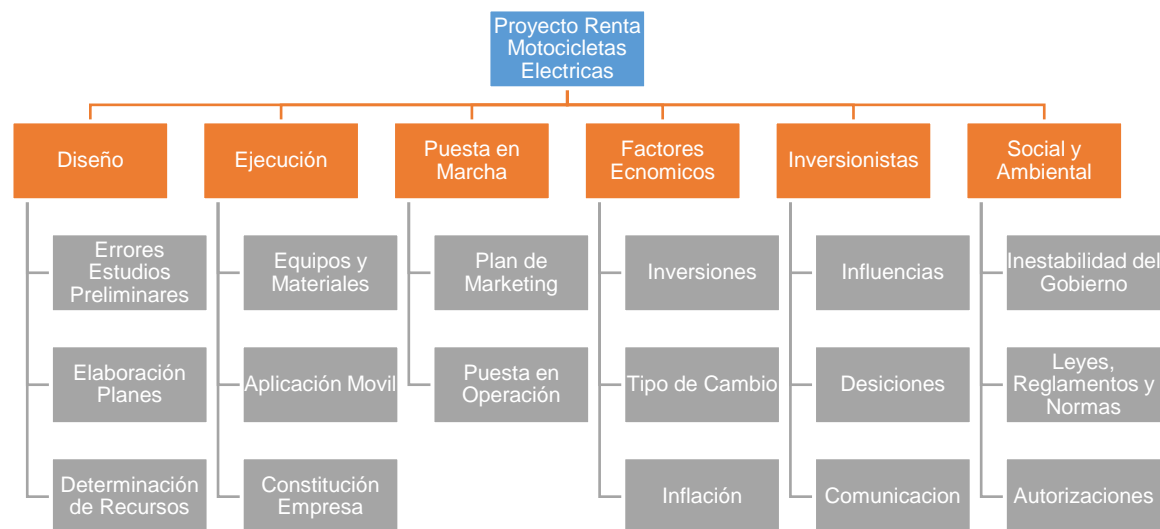 Proyecto Renta
Motocicletas
Electricas
Diseño
Ejecución
Puesta en
Marcha
Factores
Ecnomicos
Inversionistas
Social y
Ambiental
Errores
Estudios
Preliminares
Equipos y
Materiales
Plan de
Marketing
Inversiones
Influencias
Inestabilidad del
Gobierno
Elaboración
Planes
Aplicación Movil
Puesta en
Operación
Tipo de Cambio
Desiciones
Leyes,
Reglamentos y
Normas
Determinación
de Recursos
Constitución
Empresa
Inflación
Comunicacion
Autorizaciones